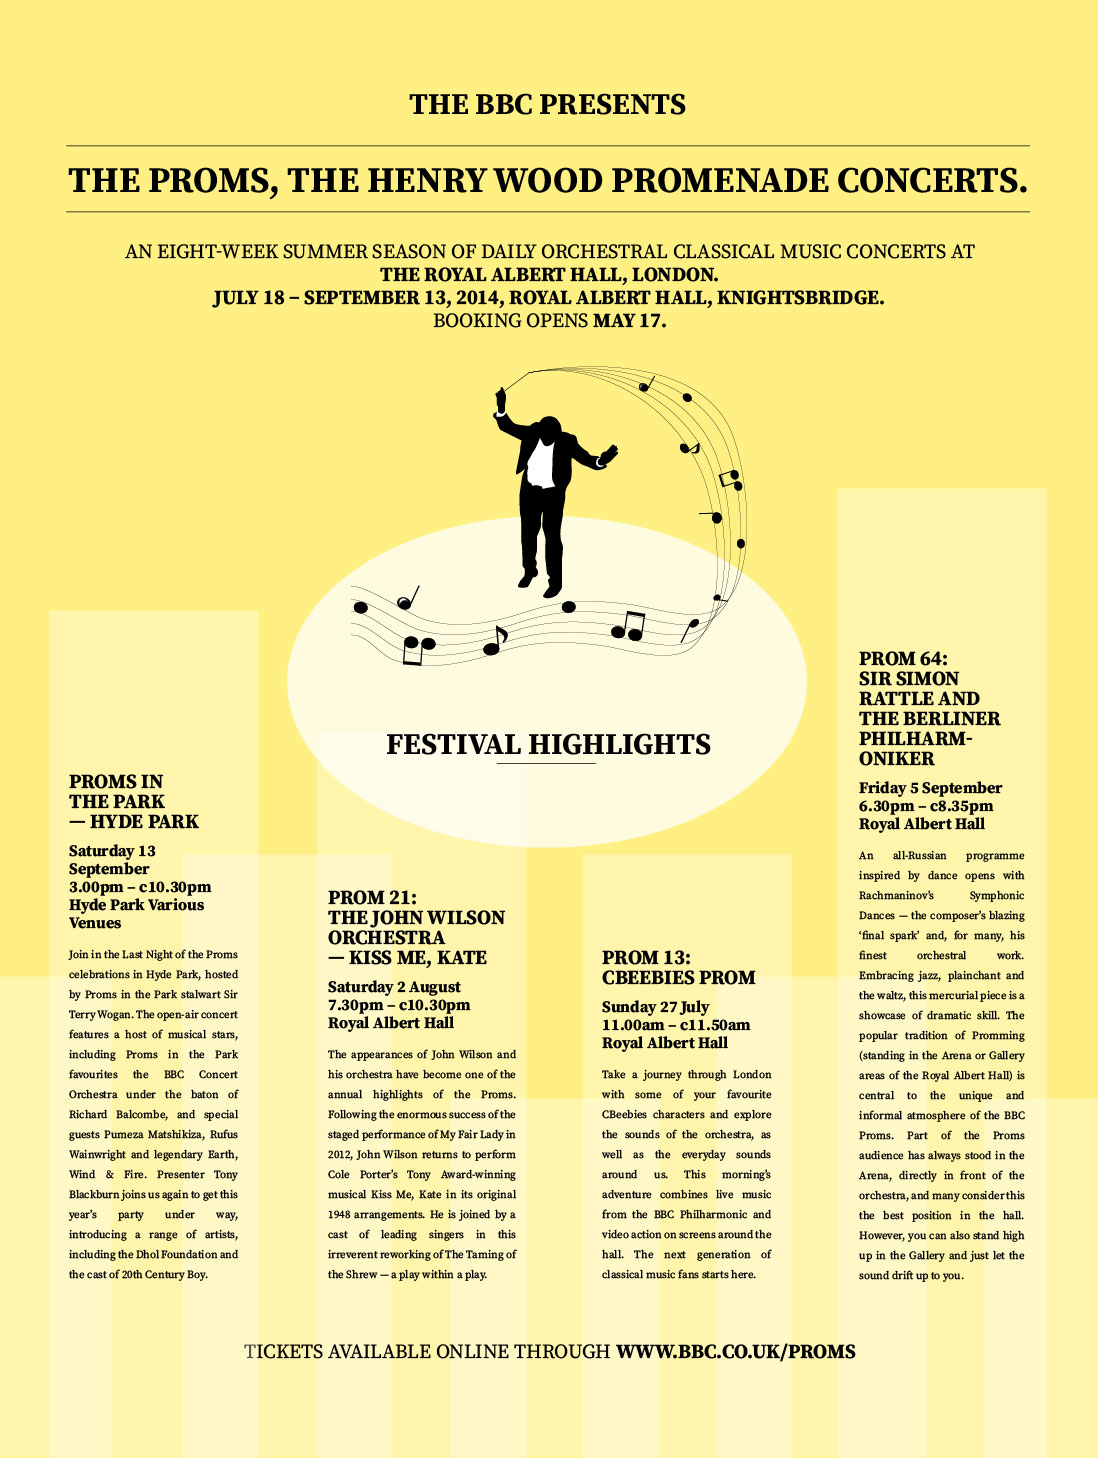 THE BBC PRESENTS
THE PROMS, THE HENRY WOOD PROMENADE CONCERTS.
AN EIGHT-WEEK SUMMER SEASON OF DAILY ORCHESTRAL CLASSICAL MUSIC CONCERTS AT
THE ROYAL ALBERT HALL, LONDON.
JULY 18 – SEPTEMBER 13, 2014, ROYAL ALBERT HALL, KNIGHTSBRIDGE.
BOOKING OPENS MAY 17.
FESTIVAL HIGHLIGHTS
PROMS IN
THE PARK
— HYDE PARK
Saturday 13
September
3.00pm – c10.30pm
Hyde Park Various
Venues
Join in the Last Night of the Proms
celebrations in Hyde Park, hosted
by Proms in the Park stalwart Sir
Terry Wogan. The open-air concert
features a host of musical stars,
including Proms in the Park
favourites the BBC Concert
Orchestra under the baton of
Richard Balcombe, and special
guests Pumeza Matshikiza, Rufus
Wainwright and legendary Earth,
Wind & Fire. Presenter Tony
Blackburn joins us again to get this
year's party under way,
introducing a range of artists,
including the Dhol Foundation and
the cast of 20th Century Boy.
PROM 21:
THE JOHN WILSON
ORCHESTRA
— KISS ME, KATE
Saturday 2 August
7.30pm – c10.30pm
Royal Albert Hall
The appearances of John Wilson and
his orchestra have become one of the
annual highlights of the Proms.
Following the enormous success of the
staged performance of My Fair Lady in
2012, John Wilson returns to perform
Cole Porter's Tony Award-winning
musical Kiss Me, Kate in its original
1948 arrangements. He is joined by a
cast of leading singers in this
irreverent reworking of The Taming of
the Shrew — a play within a play.
PROM 13:
CBEEBIES PROM
Sunday 27 July
11.00am – c11.50am
Royal Albert Hall
Take a journey through London
with some of your favourite
CBeebies characters and explore
the sounds of the orchestra, as
well as the everyday sounds
around us. This morning's
adventure combines live music
from the BBC Philharmonic and
video action on screens around the
hall. The next generation of
classical music fans starts here.
PROM 64:
SIR SIMON
RATTLE AND
THE BERLINER
PHILHARM-
ONIKER
Friday 5 September
6.30pm – c8.35pm
Royal Albert Hall
An all-Russian programme
inspired by dance opens with
Rachmaninov's Symphonic
Dances — the composer's blazing
'final spark' and, for many, his
finest orchestral work.
Embracing jazz, plainchant and
the waltz, this mercurial piece is a
showcase of dramatic skill. The
popular tradition of Promming
(standing in the Arena or Gallery
areas of the Royal Albert Hall) is
central to the unique and
informal atmosphere of the BBC
Proms. Part of the Proms
audience has always stood in the
Arena, directly in front of the
orchestra, and many consider this
the best position in the hall.
However, you can also stand high
up in the Gallery and just let the
sound drift up to you.
TICKETS AVAILABLE ONLINE THROUGH WWW.BBC.CO.UK/PROMS